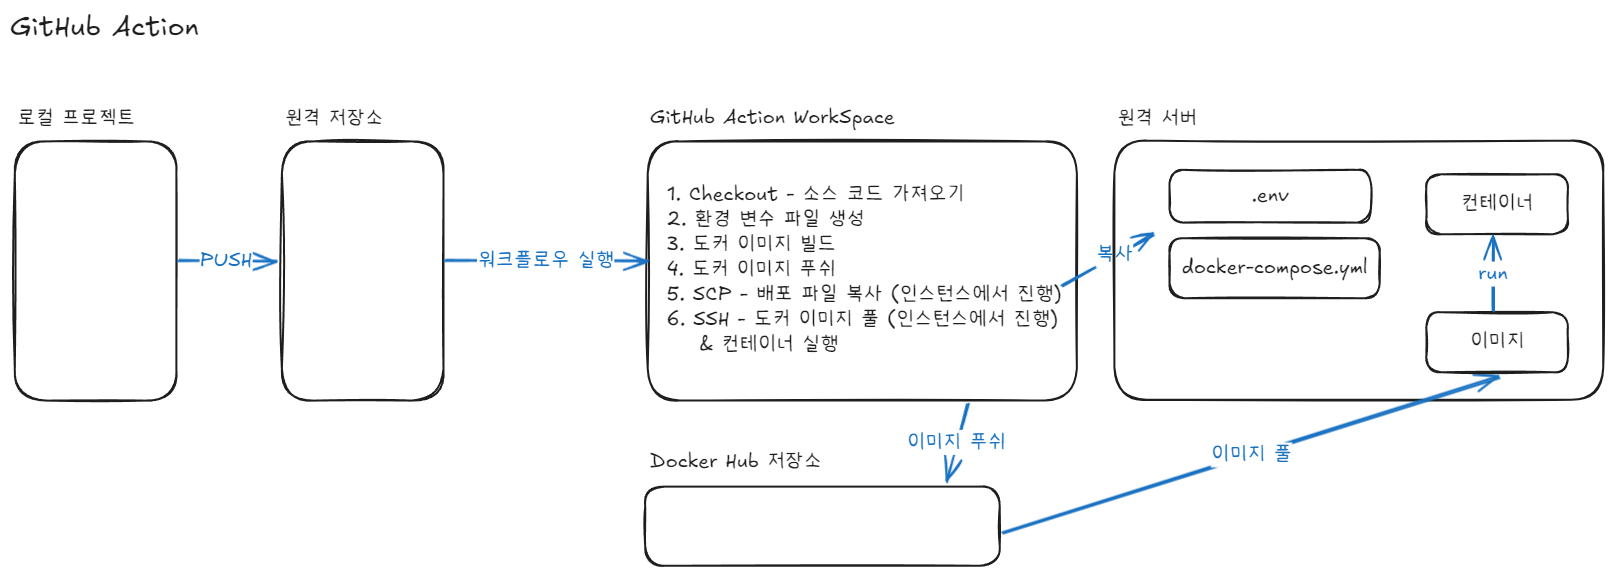 GitHub Action
로컬 프로젝트
원격 저장소
GitHub Action WorkSpace
원격 서버
PUSH
워크플로우 실행
1. Checkout - 소스 코드 가져오기
2. 환경 변수 파일 생성
3. 도커 이미지 빌드
4. 도커 이미지 푸쉬
5. SCP - 배포 파일 복사 (인스턴스에서 진행)
6. SSH - 도커 이미지 풀 (인스턴스에서 진행)
& 컨테이너 실행
복사
.env
docker-compose.yml
컨테이너
run
이미지
이미지 푸쉬
이미지 풀
Docker Hub 저장소